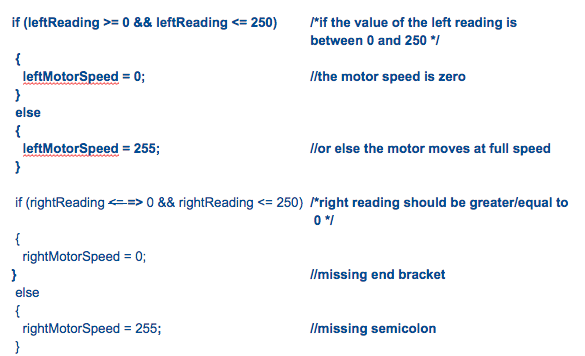 if (leftReading >= 0 && leftReading <= 250) /*if the value of the left reading is
between 0 and 250 */
{
leftMotorSpeed = 0; //the motor speed is zero
}
else
{
leftMotorSpeed = 255; //or else the motor moves at full speed
}
if (rightReading <= => 0 && rightReading <= 250) /*right reading should be greater/equal to
0 */
{
rightMotorSpeed = 0;
} //missing end bracket
else
{
rightMotorSpeed = 255; //missing semicolon
}